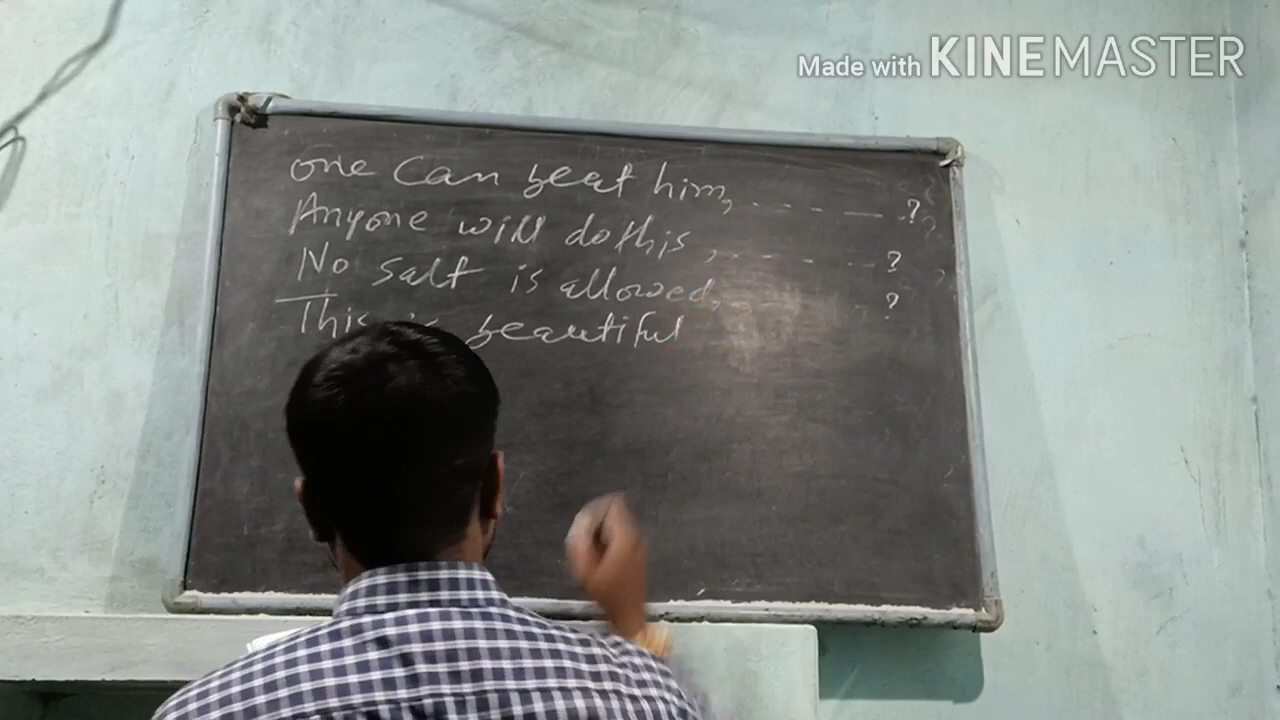 Made with KINEMASTER
one can beat him, - - - - - ?
Anyone will do this, - - - - - ?
No salt is allowed, - - - ?
This is beautiful